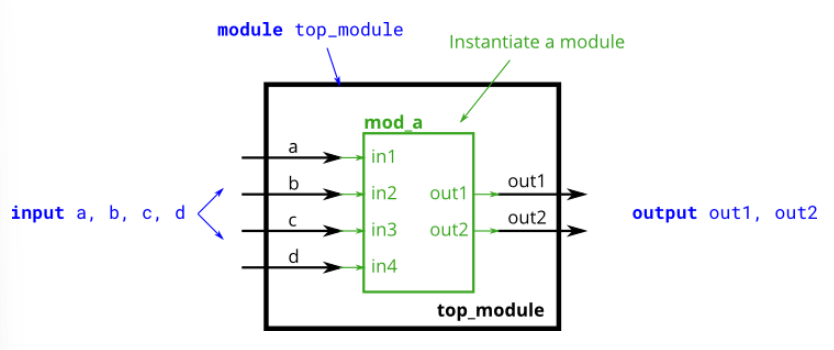 module top_module
Instantiate a module
mod_a
a
in1
b
in2
out1
out1
input a, b, c, d
output out1, out2
c
in3
out2
out2
d
in4
top_module